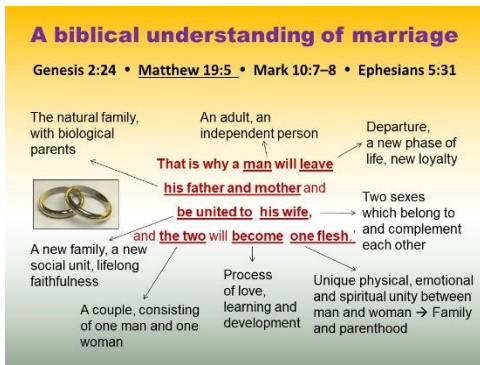 A biblical understanding of marriage
Genesis 2:24 • Matthew 19:5 • Mark 10:7–8 • Ephesians 5:31
The natural family,
with biological
parents
An adult, an
independent person
Departure,
a new phase of
life, new loyalty
That is why a man will leave
his father and mother and
be united to his wife,
and the two will become one flesh.'
Two sexes
which belong to
and complement
each other
A new family, a new
social unit, lifelong
faithfulness
A couple, consisting
of one man and one
woman
Process
of love,
learning and
development
Unique physical, emotional
and spiritual unity between
man and woman → Family
and parenthood